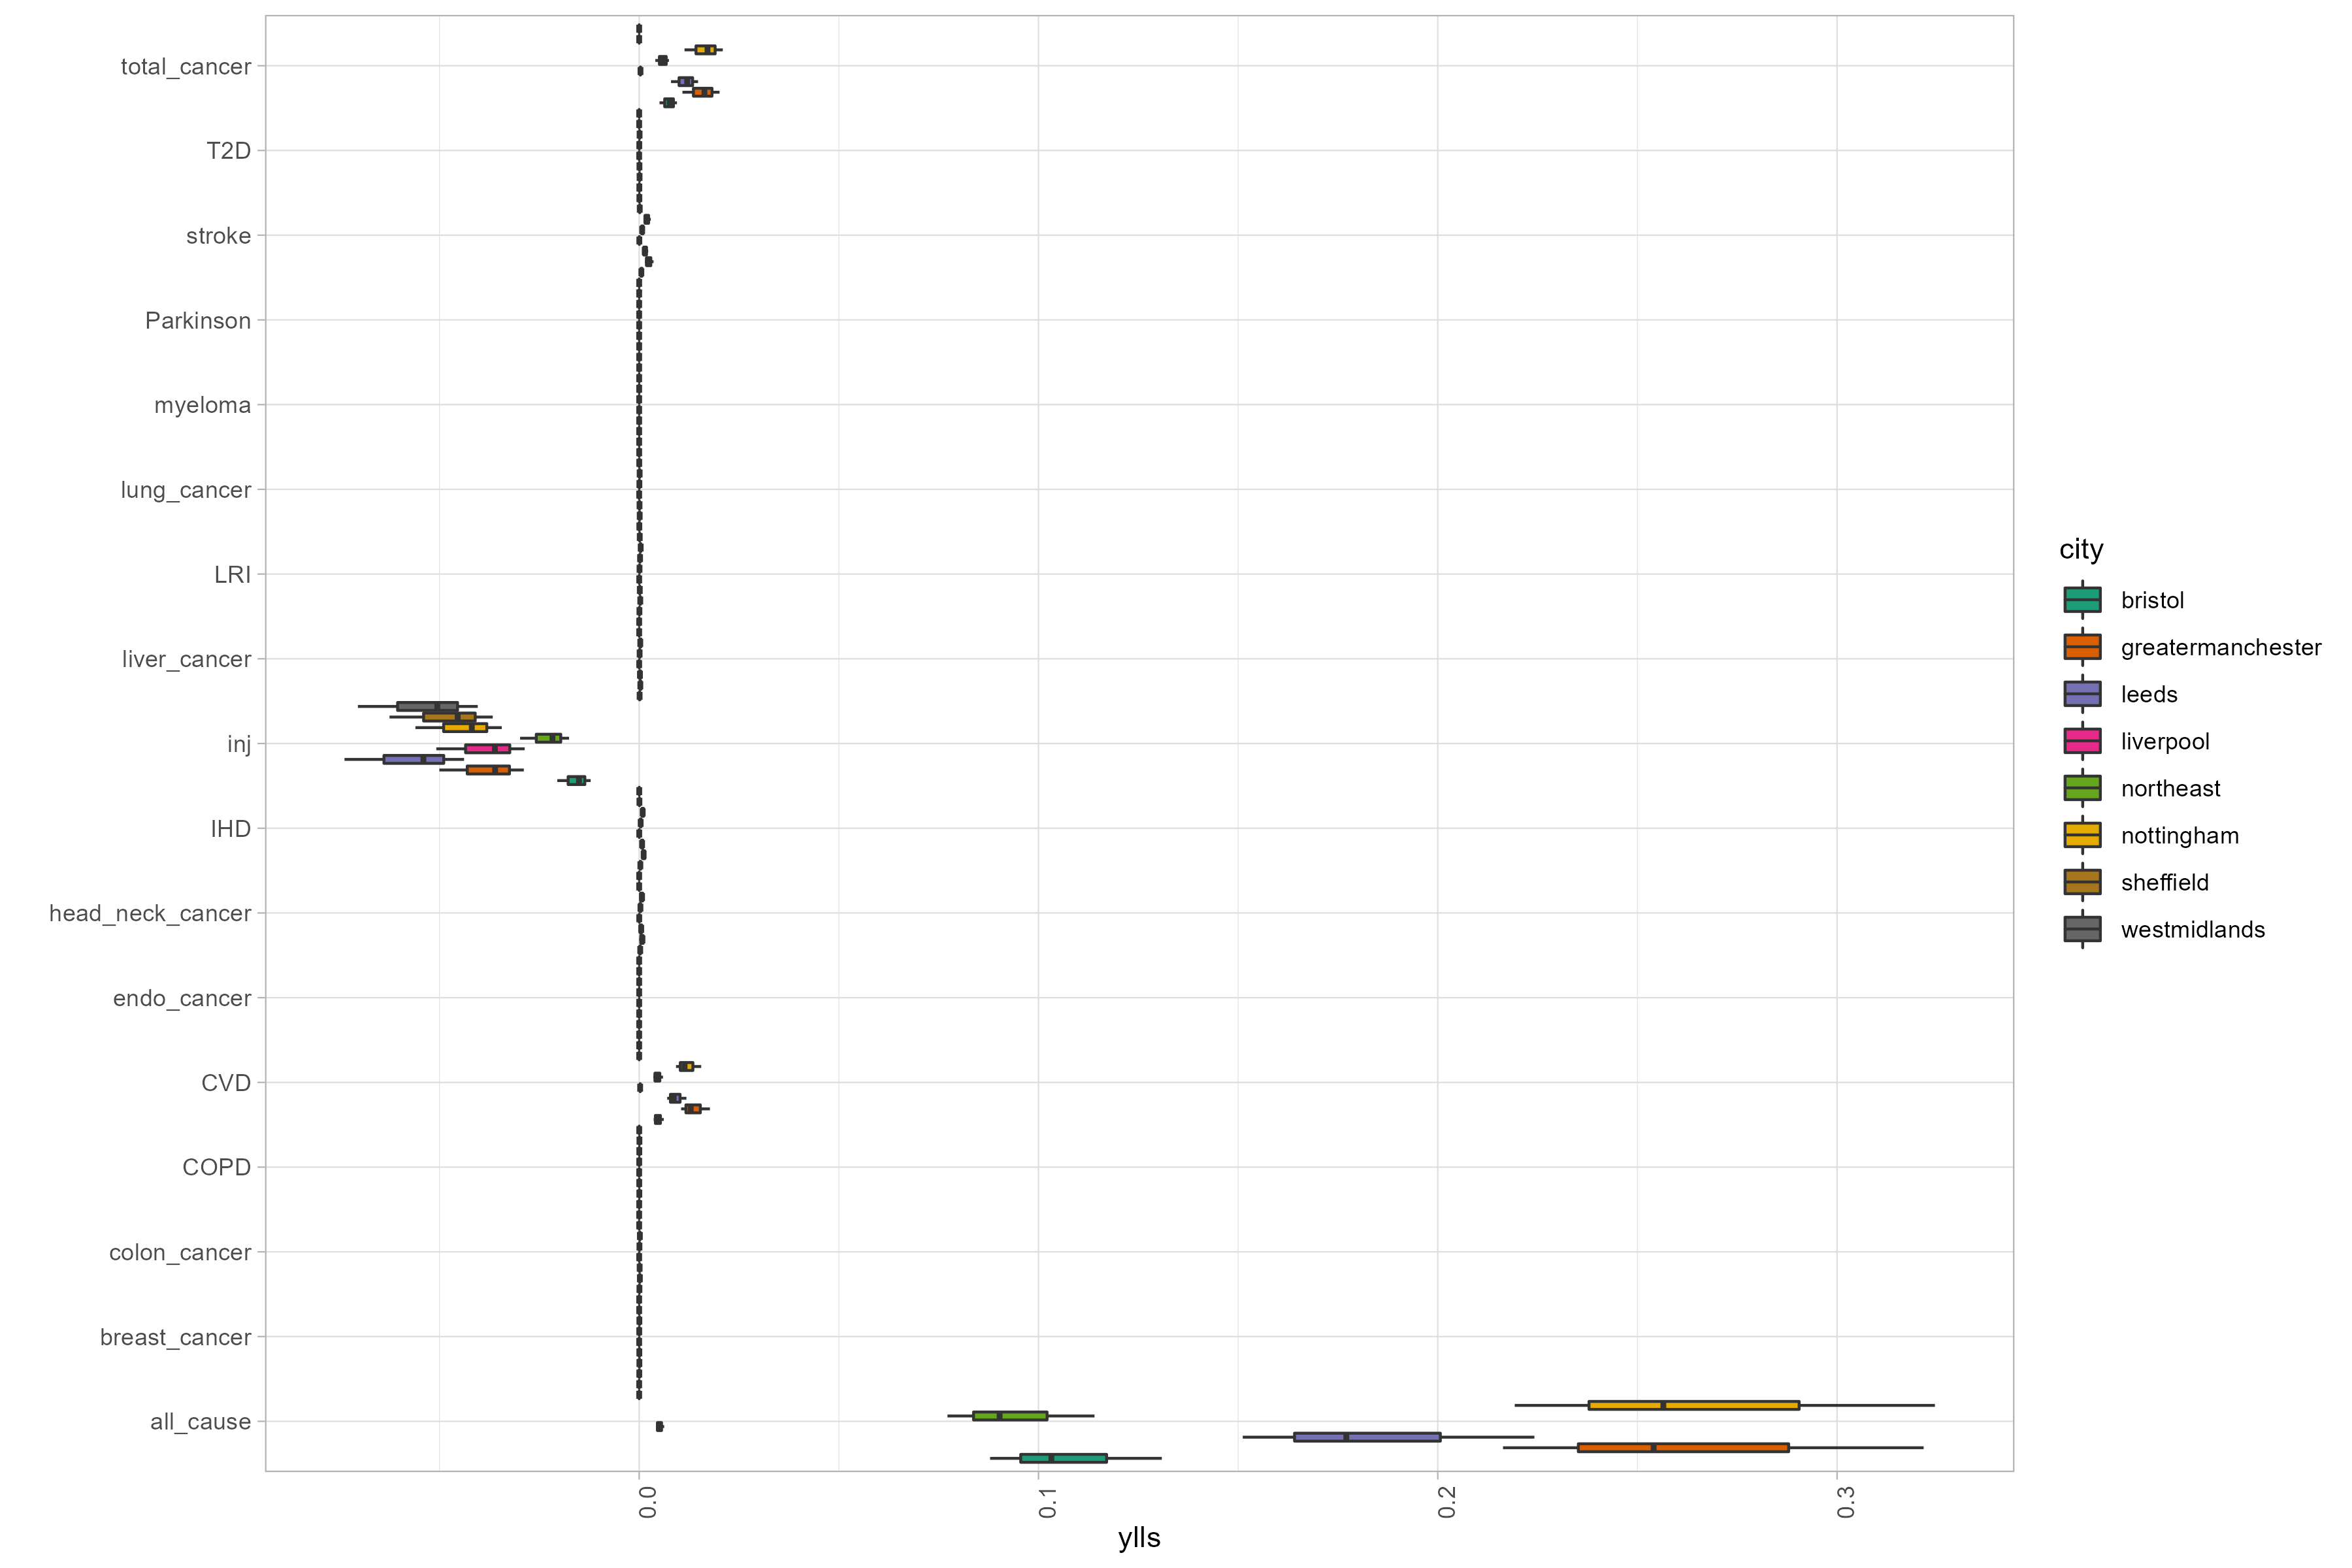 total_cancer
T2D
stroke
Parkinson
myeloma
lung_cancer
LRI
liver_cancer
inj
IHD
head_neck_cancer
endo_cancer
CVD
COPD
colon_cancer
breast_cancer
all_cause
0.0
0.1
0.2
0.3
ylls
city
bristol
greatermanchester
leeds
liverpool
northeast
nottingham
sheffield
westmidlands